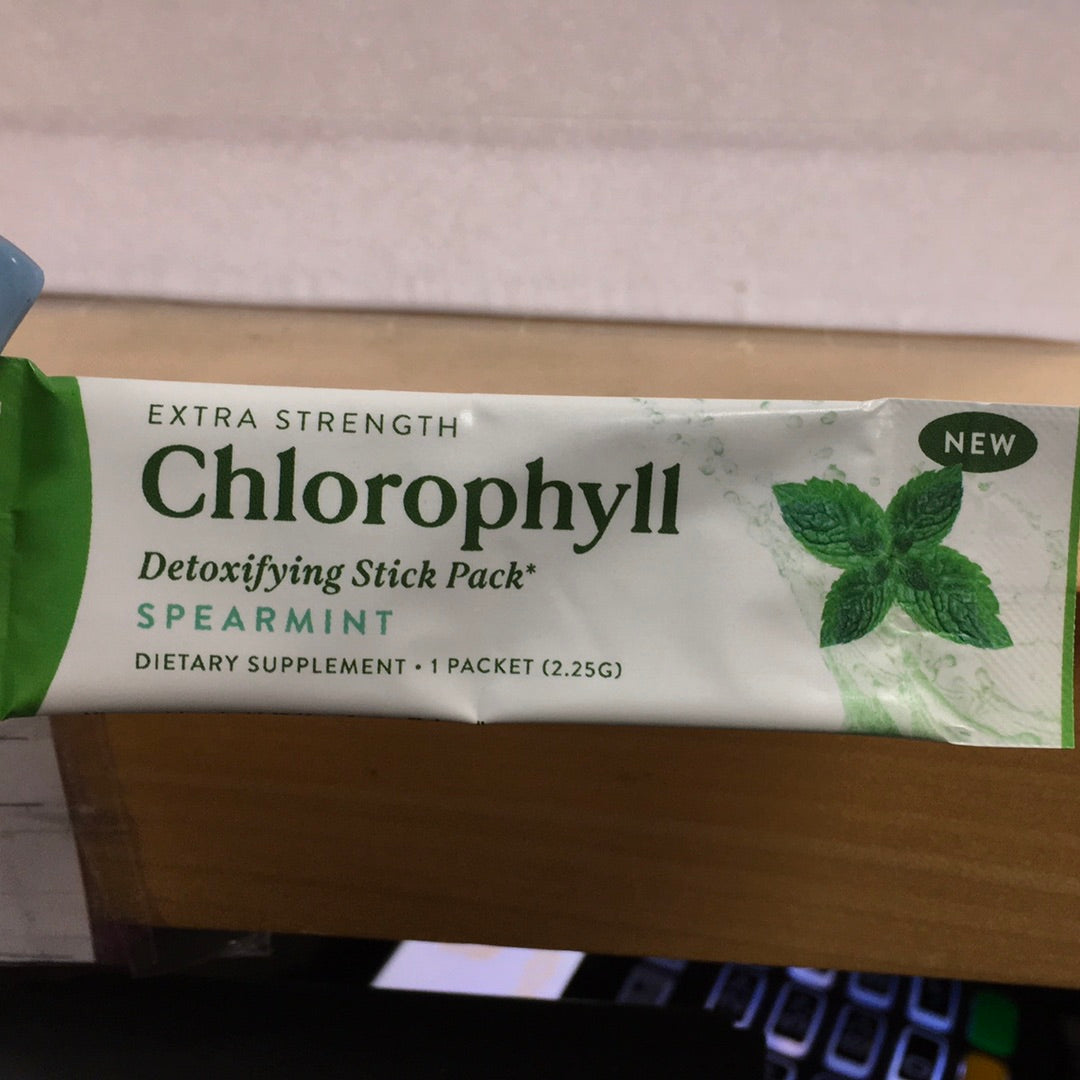 EXTRA STRENGTH
NEW
Chlorophyll
Detoxifying Stick Pack*
SPEARMINT
DIETARY SUPPLEMENT • 1 PACKET (2.25G)